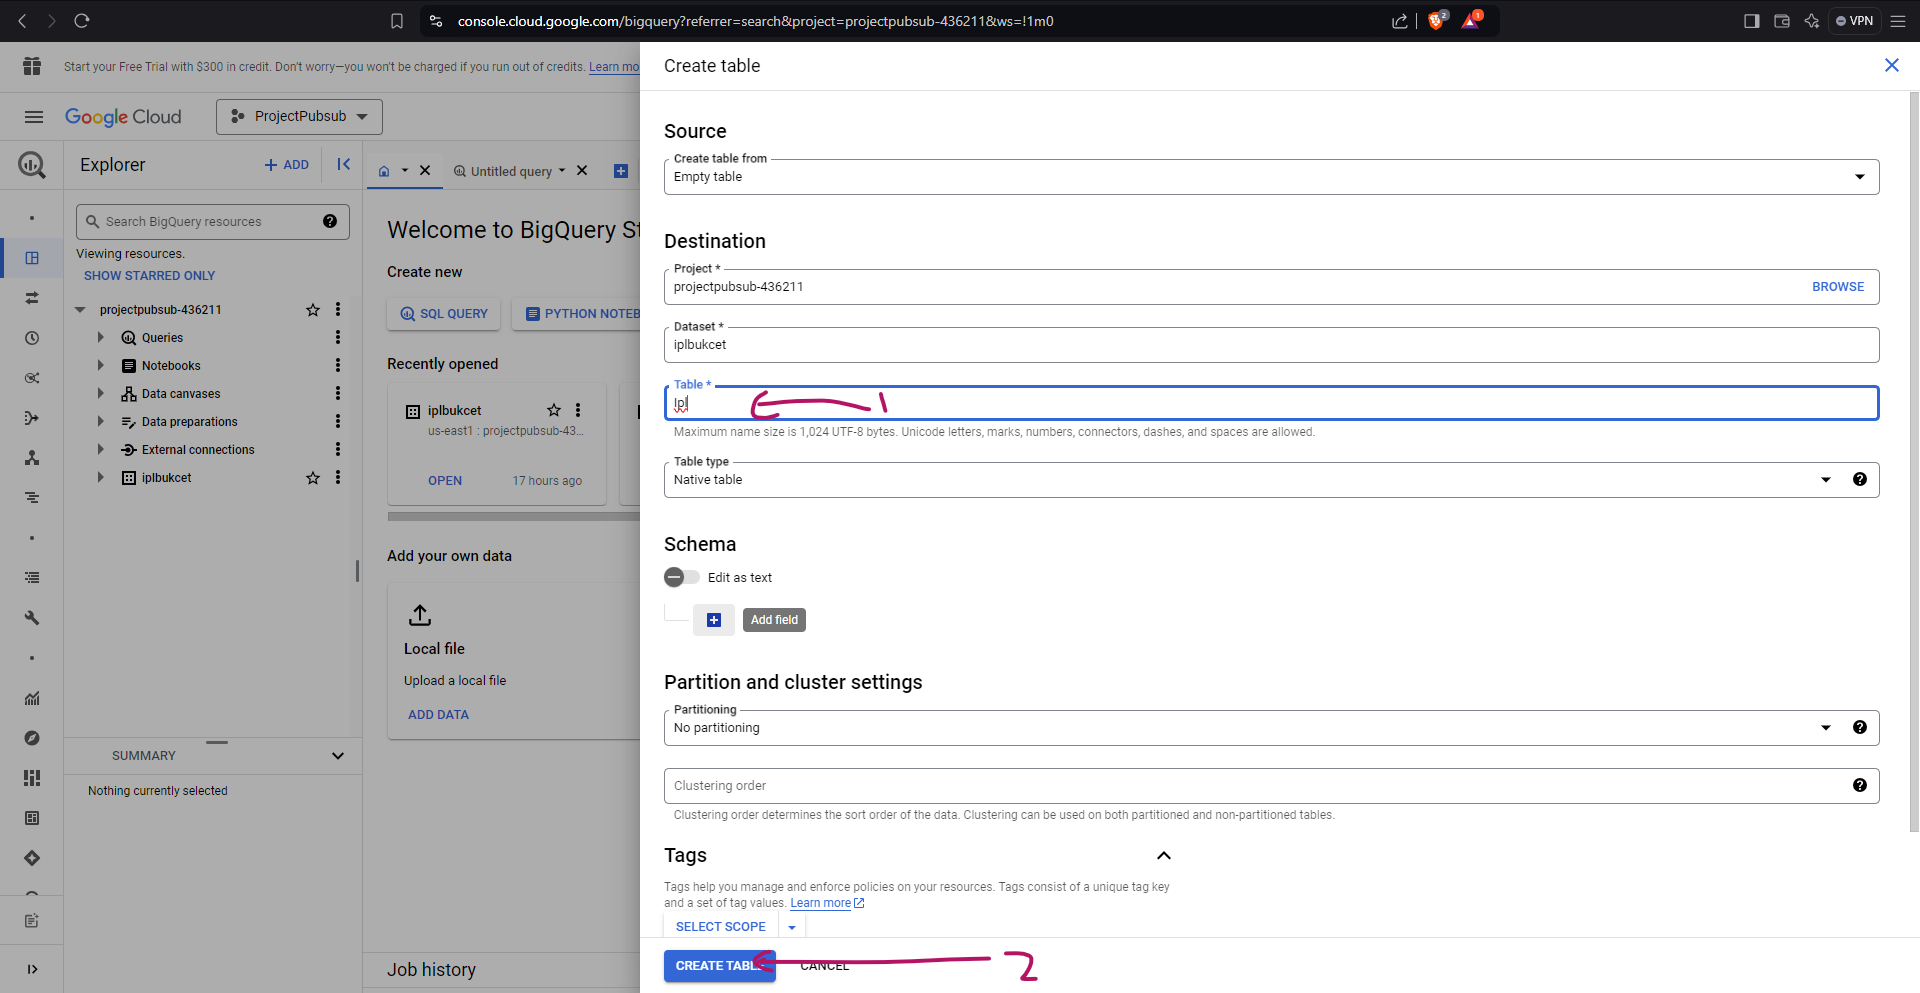 console.cloud.google.com/bigquery?referrer=search&project=projectpubsub-436211&ws=!1m0
2
1
VPN
Start your Free Trial with $300 in credit. Don't worry—you won't be charged if you run out of credits. Learn mo
Google Cloud
ProjectPubsub
Explorer
+ ADD
Untitled query
Search BigQuery resources
Viewing resources.
SHOW STARRED ONLY
projectpubsub-436211
Queries
Notebooks
Data canvases
Data preparations
External connections
iplbukcet
SUMMARY
Nothing currently selected
Welcome to BigQuery St
Create new
SQL QUERY
PYTHON NOTEB
Recently opened
iplbukcet
us-east1 : projectpubsub-43...
OPEN
17 hours ago
Add your own data
Local file
Upload a local file
ADD DATA
Job history
Create table
Source
Create table from
Empty table
Destination
Project *
projectpubsub-436211
BROWSE
Dataset *
iplbukcet
Table *
Ipl
1
Maximum name size is 1,024 UTF-8 bytes. Unicode letters, marks, numbers, connectors, dashes, and spaces are allowed.
Table type
Native table
Schema
Edit as text
Add field
Partition and cluster settings
Partitioning
No partitioning
Clustering order
Clustering order determines the sort order of the data. Clustering can be used on both partitioned and non-partitioned tables.
Tags
Tags help you manage and enforce policies on your resources. Tags consist of a unique tag key
and a set of tag values. Learn more
SELECT SCOPE
CREATE TABLE
CANCEL
2